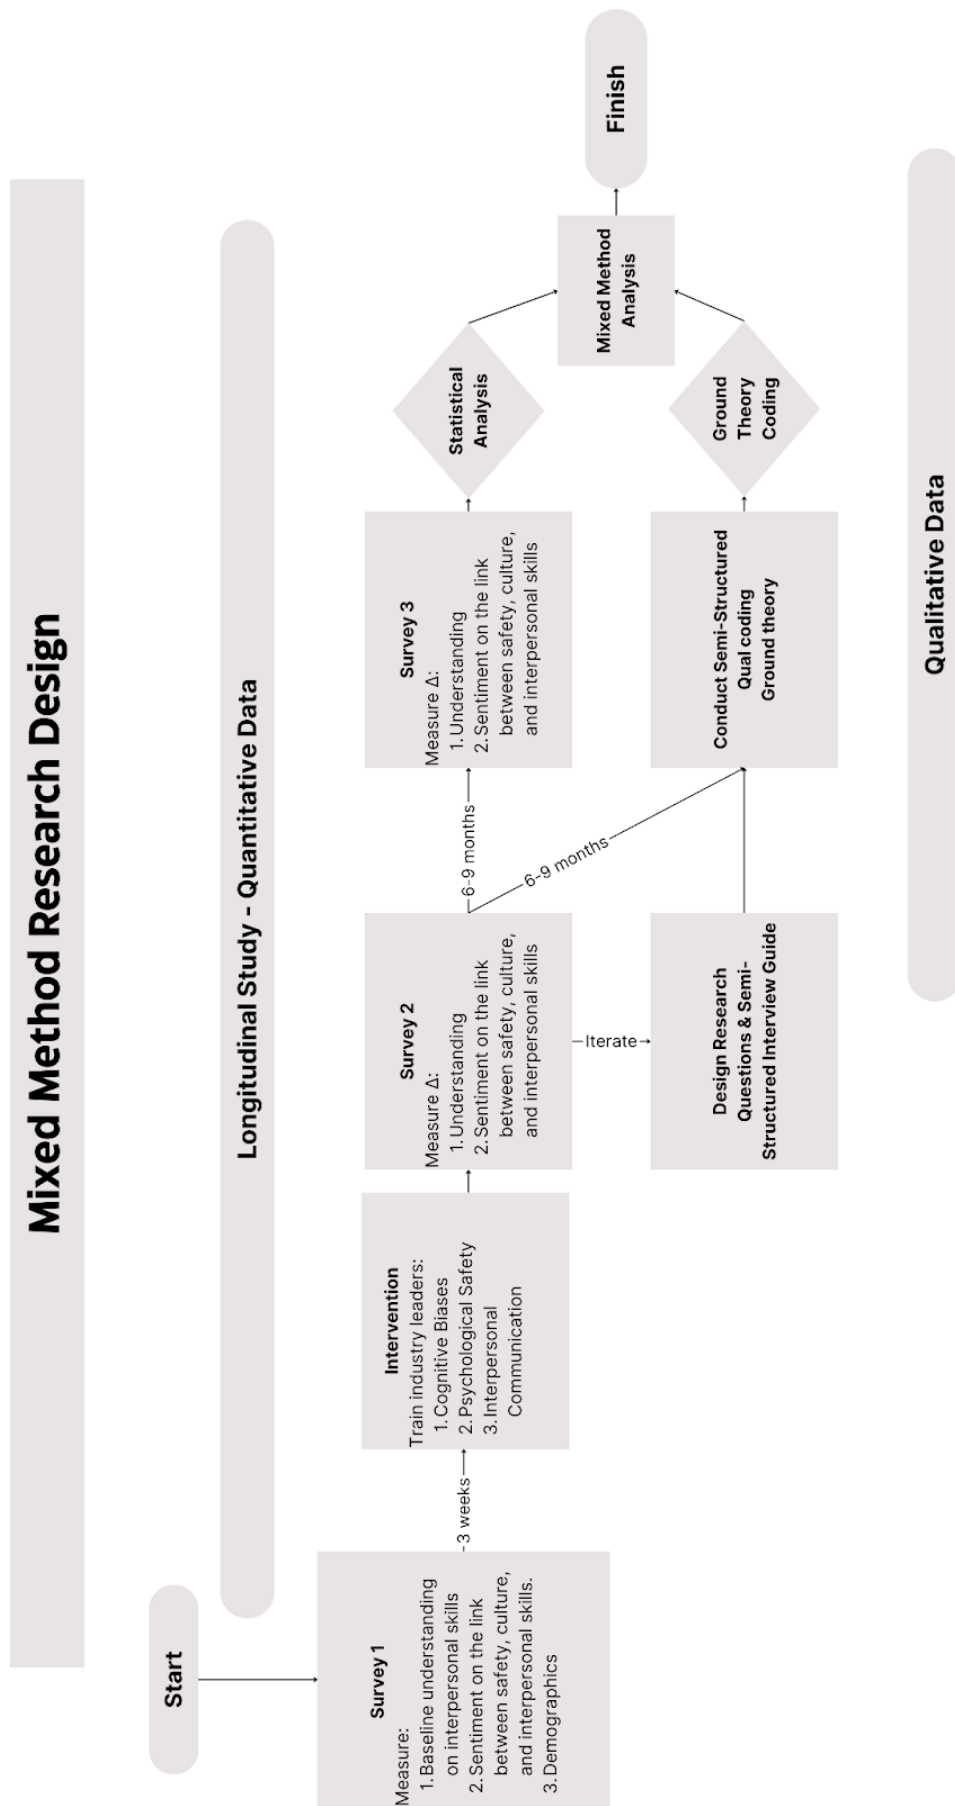 Mixed Method Research Design
Start
Longitudinal Study - Quantitative Data
Survey 1
Measure:
1. Baseline understanding
on interpersonal skills
2. Sentiment on the link
between safety, culture,
and interpersonal skills.
3. Demographics
3 weeks
Intervention
Train industry leaders:
1. Cognitive Biases
2. Psychological Safety
3. Interpersonal
Communication
Survey 2
Measure Δ:
1. Understanding
2. Sentiment on the link
between safety, culture,
and interpersonal skills
6-9 months
Survey 3
Measure Δ:
1. Understanding
2. Sentiment on the link
between safety, culture,
and interpersonal skills
Statistical
Analysis
Iterate
6-9 months
Design Research
Questions & Semi-
Structured Interview Guide
Conduct Semi-Structured
Qual coding
Ground theory
Ground
Theory
Coding
Mixed Method
Analysis
Finish
Qualitative Data